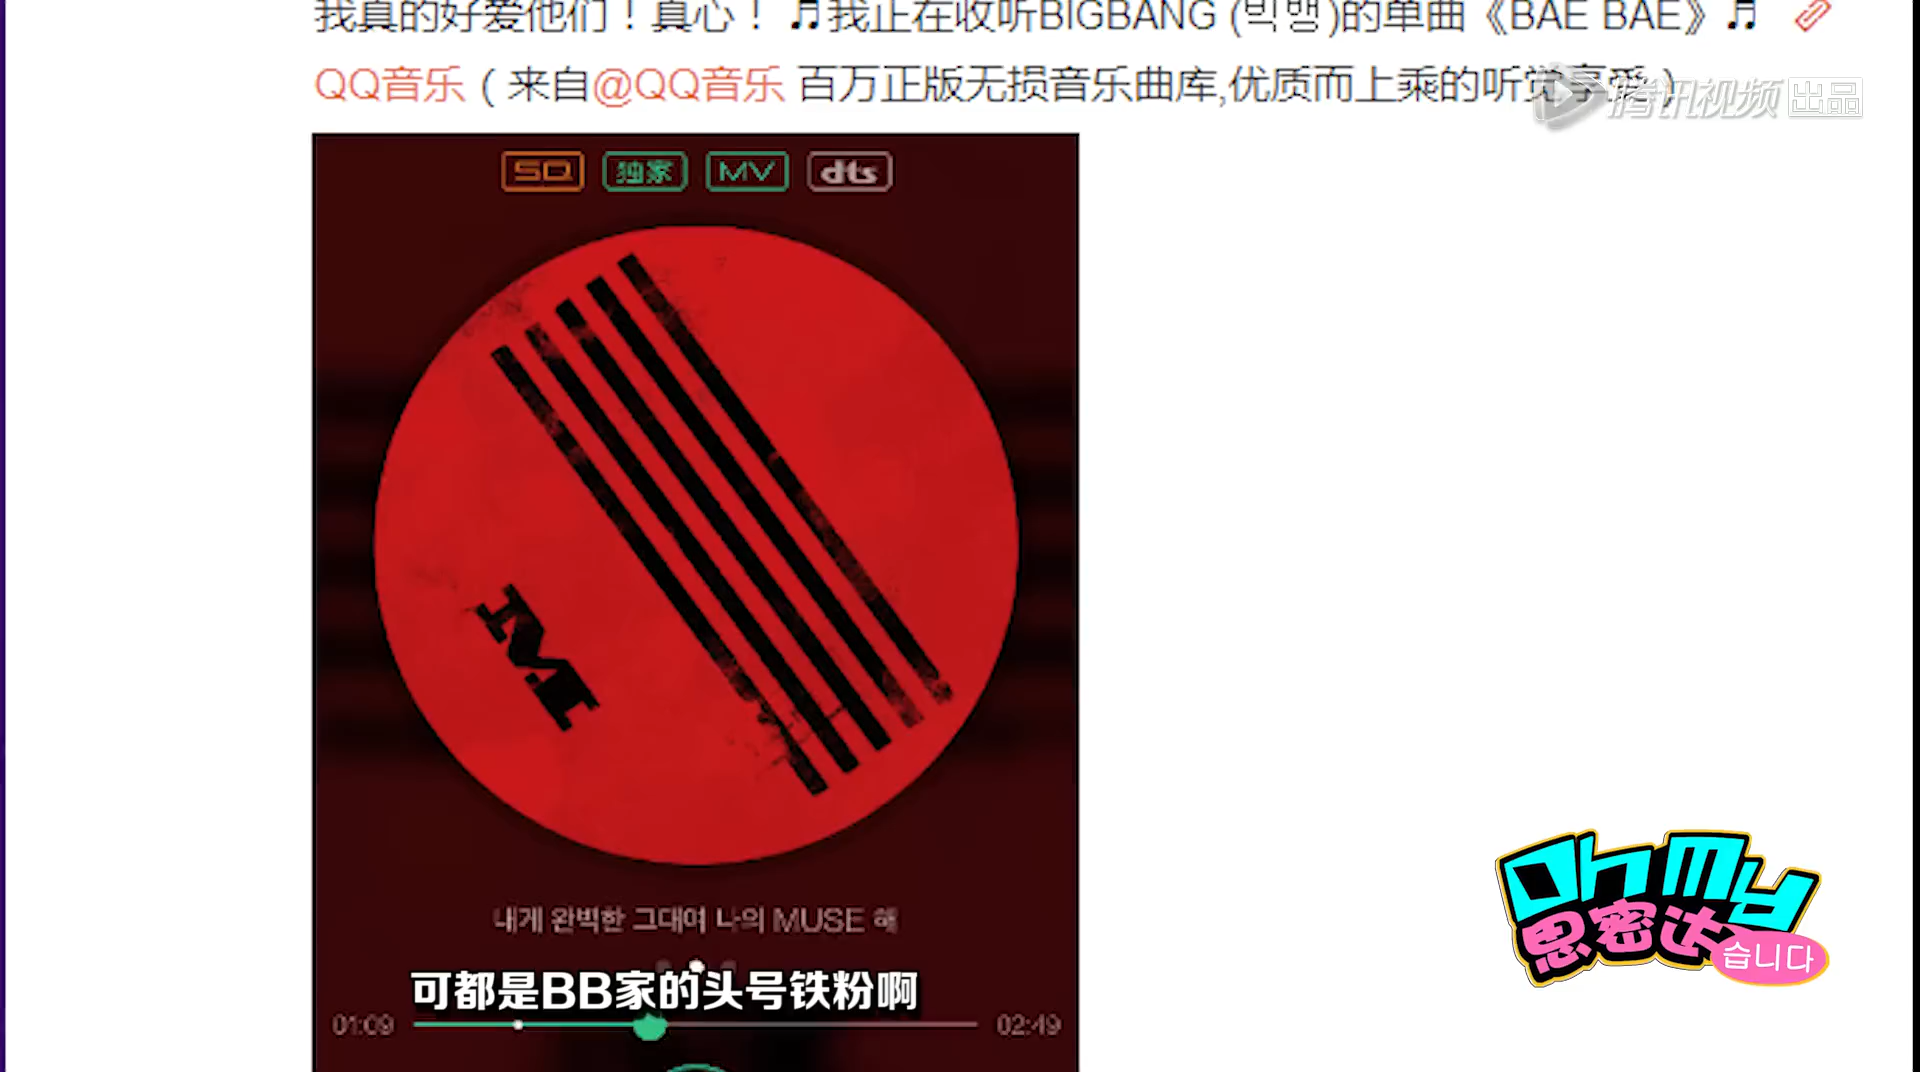 我真的好爱他们！真心！ ♬我正在收听BIGBANG (빅뱅)的单曲《BAE BAE》♬
QQ音乐 ( 来自@QQ音乐 百万正版无损音乐曲库,优质而上乘的听觉享受 )
腾讯视频 出品
SQ 独家 MV dts
M
내게 완벽한 그대여 나의 MUSE 해
可都是BB家的头号铁粉啊
01:09 02:49
Oh my
思密达
습니다